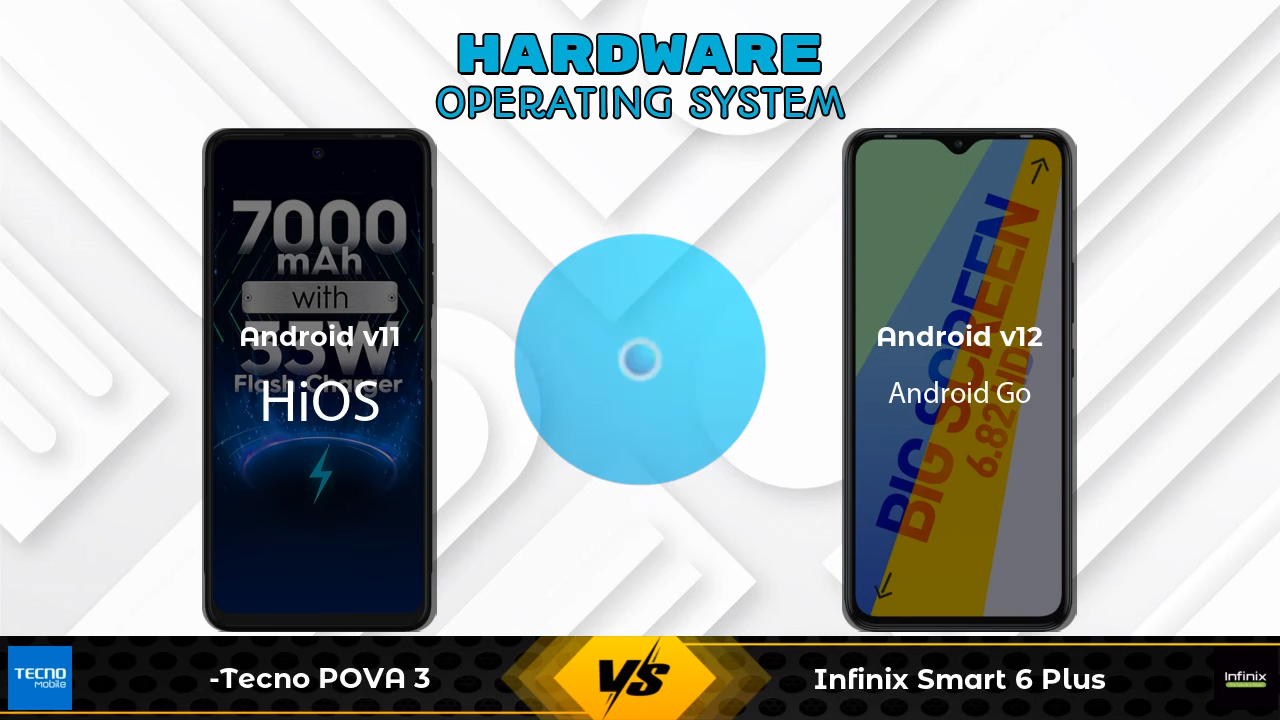 HARDWARE
OPERATING SYSTEM
7000
mAh
with
33W
Flash Charger
Android v11
HiOS
BIG SCREEN
6.82
Android v12
Android Go
TECNO
mobile
-Tecno POVA 3
VS
Infinix Smart 6 Plus
Infinix